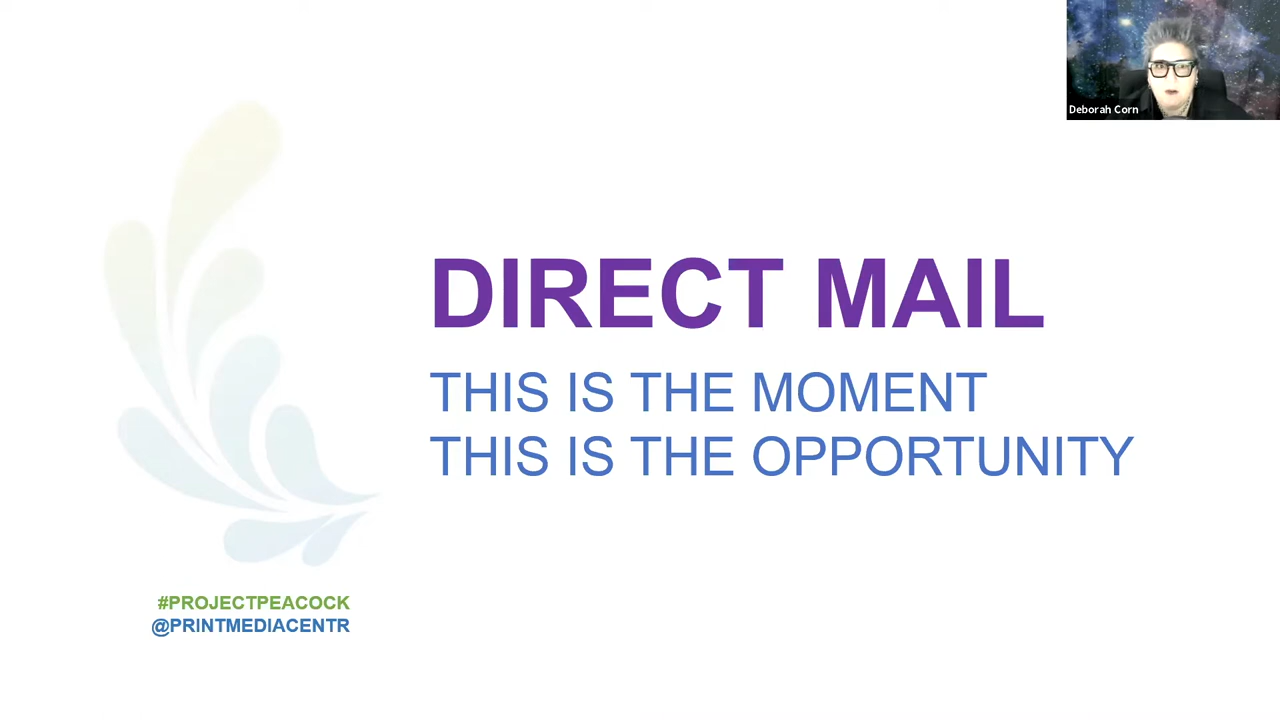 Deborah Corn
DIRECT MAIL
THIS IS THE MOMENT
THIS IS THE OPPORTUNITY
#PROJECTPEACOCK
@PRINTMEDIACENTR